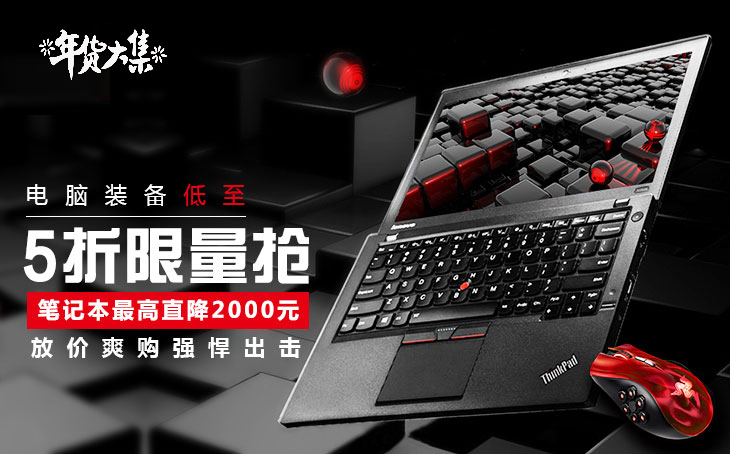 年货大集
电脑装备低至
5折限量抢
笔记本最高直降2000元
放价爽购强悍出击
lenovo
ThinkPad